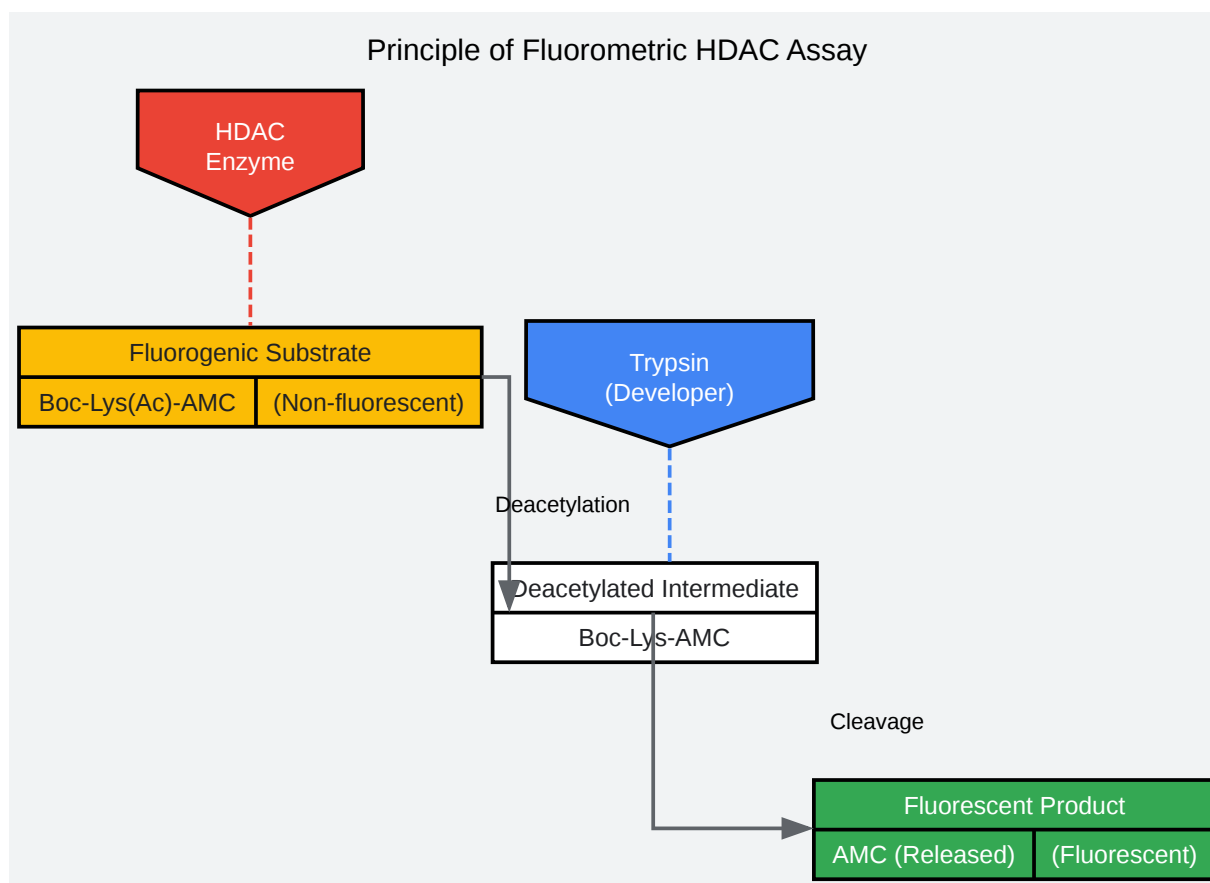 Principle of Fluorometric HDAC Assay
HDAC
Enzyme
Fluorogenic Substrate
Boc-Lys(Ac)-AMC
(Non-fluorescent)
Trypsin
(Developer)
Deacetylation
Deacetylated Intermediate
Boc-Lys-AMC
Cleavage
Fluorescent Product
AMC (Released)
(Fluorescent)